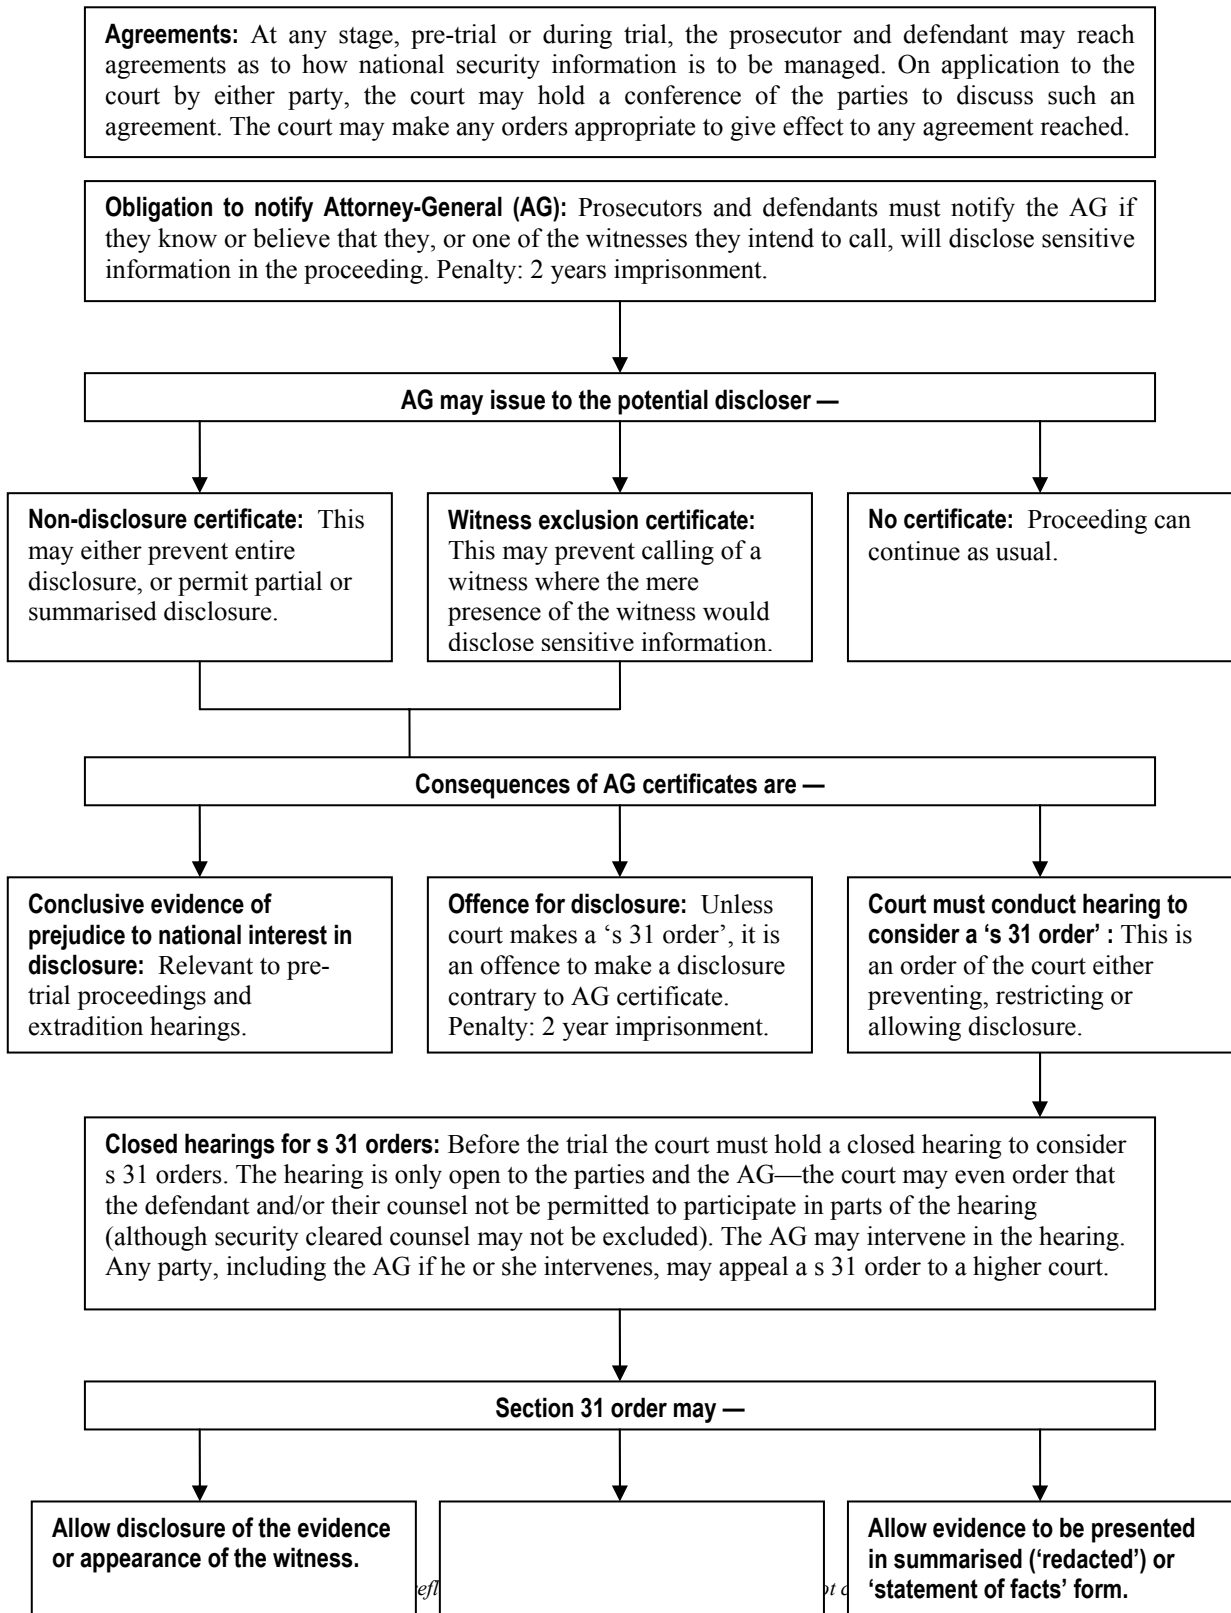 Agreements: At any stage, pre-trial or during trial, the prosecutor and defendant may reach
agreements as to how national security information is to be managed. On application to the
court by either party, the court may hold a conference of the parties to discuss such an
agreement. The court may make any orders appropriate to give effect to any agreement reached.
Obligation to notify Attorney-General (AG): Prosecutors and defendants must notify the AG if
they know or believe that they, or one of the witnesses they intend to call, will disclose sensitive
information in the proceeding. Penalty: 2 years imprisonment.
AG may issue to the potential discloser —
Non-disclosure certificate: This
may either prevent entire
disclosure, or permit partial or
summarised disclosure.
Witness exclusion certificate:
This may prevent calling of a
witness where the mere
presence of the witness would
disclose sensitive information.
No certificate: Proceeding can
continue as usual.
Consequences of AG certificates are —
Conclusive evidence of
prejudice to national interest in
disclosure: Relevant to pre-
trial proceedings and
extradition hearings.
Offence for disclosure: Unless
court makes a ‘s 31 order’, it is
an offence to make a disclosure
contrary to AG certificate.
Penalty: 2 year imprisonment.
Court must conduct hearing to
consider a ‘s 31 order’ : This is
an order of the court either
preventing, restricting or
allowing disclosure.
Closed hearings for s 31 orders: Before the trial the court must hold a closed hearing to consider
s 31 orders. The hearing is only open to the parties and the AG—the court may even order that
the defendant and/or their counsel not be permitted to participate in parts of the hearing
(although security cleared counsel may not be excluded). The AG may intervene in the hearing.
Any party, including the AG if he or she intervenes, may appeal a s 31 order to a higher court.
Section 31 order may —
Allow disclosure of the evidence
or appearance of the witness.
Allow evidence to be presented
in summarised (‘redacted’) or
‘statement of facts’ form.